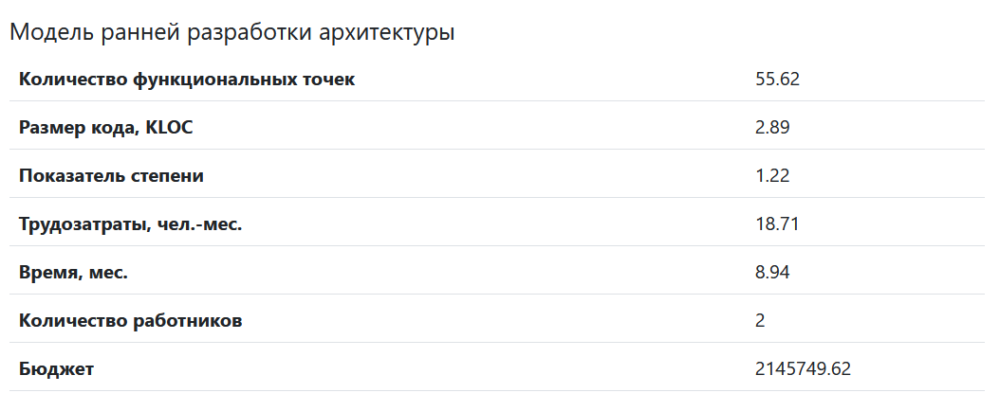 Модель ранней разработки архитектуры
Количество функциональных точек 55.62
Размер кода, KLOC 2.89
Показатель степени 1.22
Трудозатраты, чел.-мес. 18.71
Время, мес. 8.94
Количество работников 2
Бюджет 2145749.62